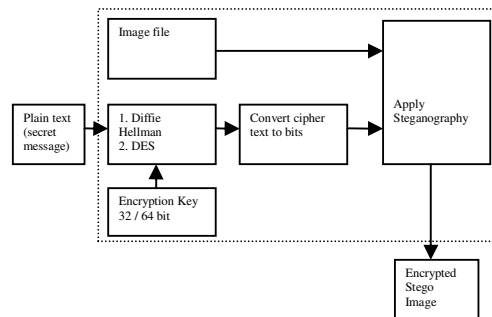 Image file
Plain text
(secret
message)
1. Diffie
Hellman
2. DES
Convert cipher
text to bits
Apply
Steganography
Encryption Key
32 / 64 bit
Encrypted
Stego
Image